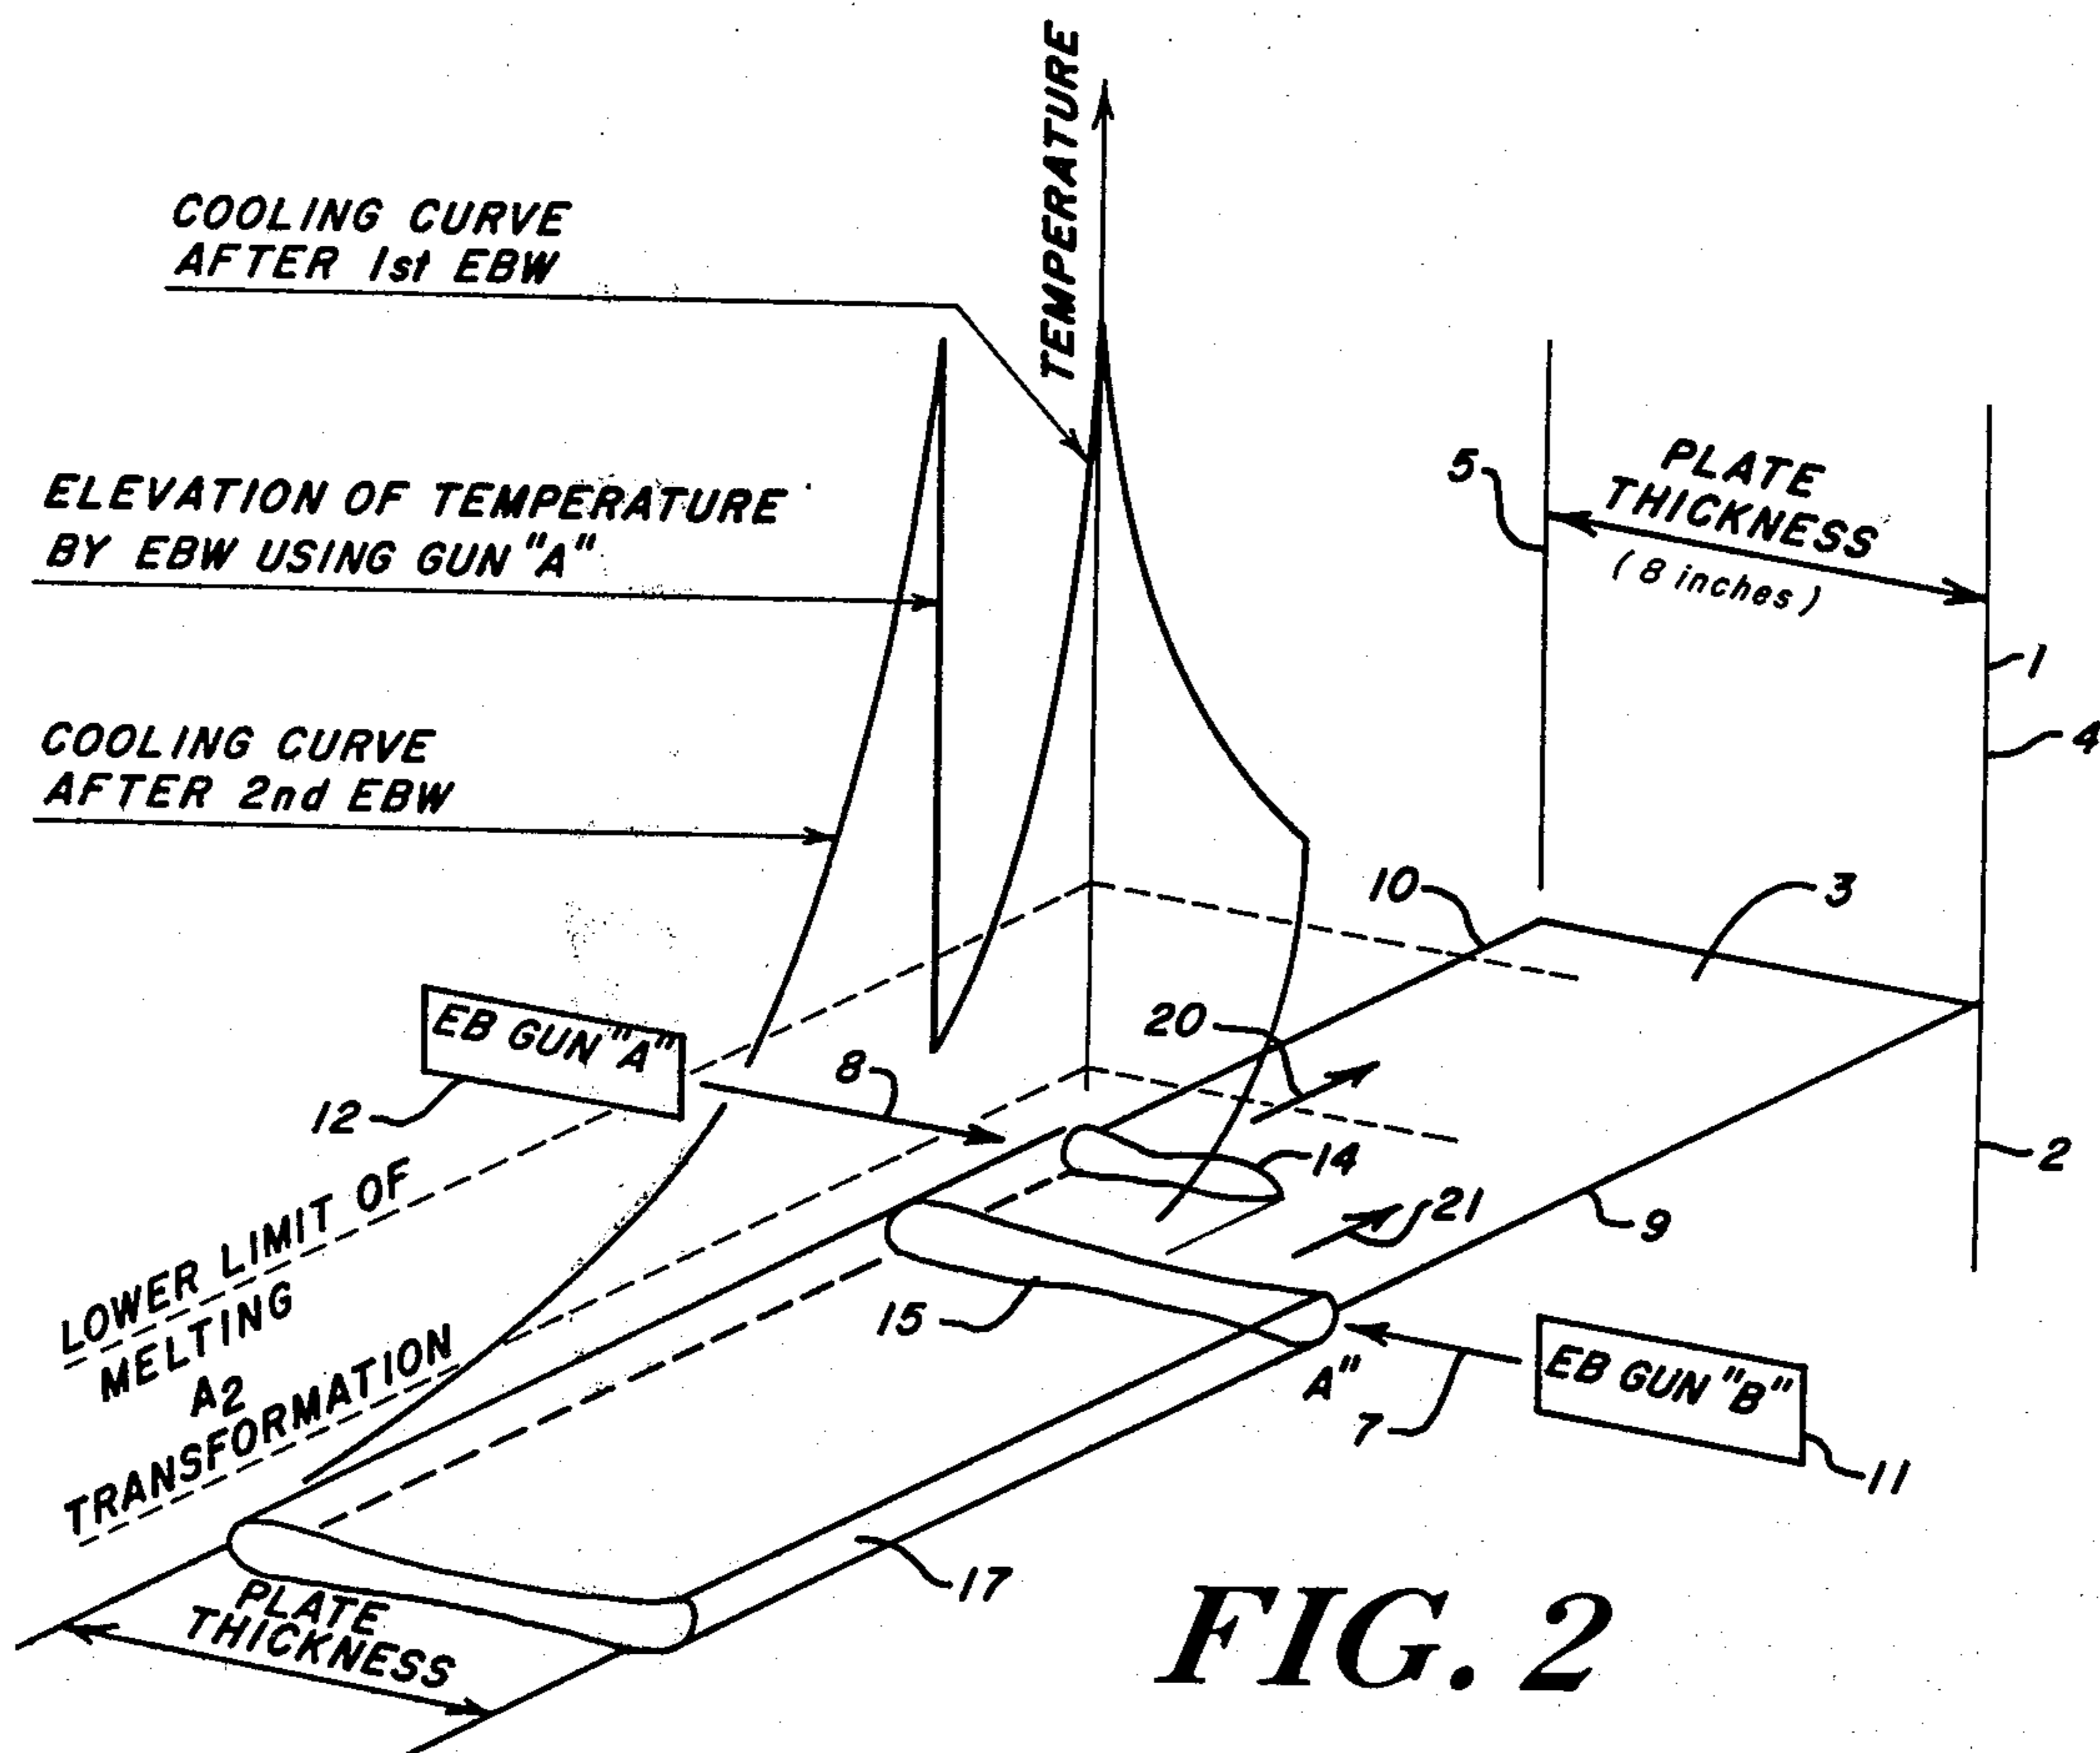 TEMPERATURE
COOLING CURVE
AFTER 1st EBW
ELEVATION OF TEMPERATURE
BY EBW USING GUN "A"
COOLING CURVE
AFTER 2nd EBW
5
PLATE
THICKNESS
(8 inches)
1
4
10
3
EB GUN "A"
12
8
20
14
2
21
9
LOWER LIMIT OF
MELTING
A2
TRANSFORMATION
15
A"
7
EB GUN "B"
11
17
PLATE
THICKNESS
FIG. 2